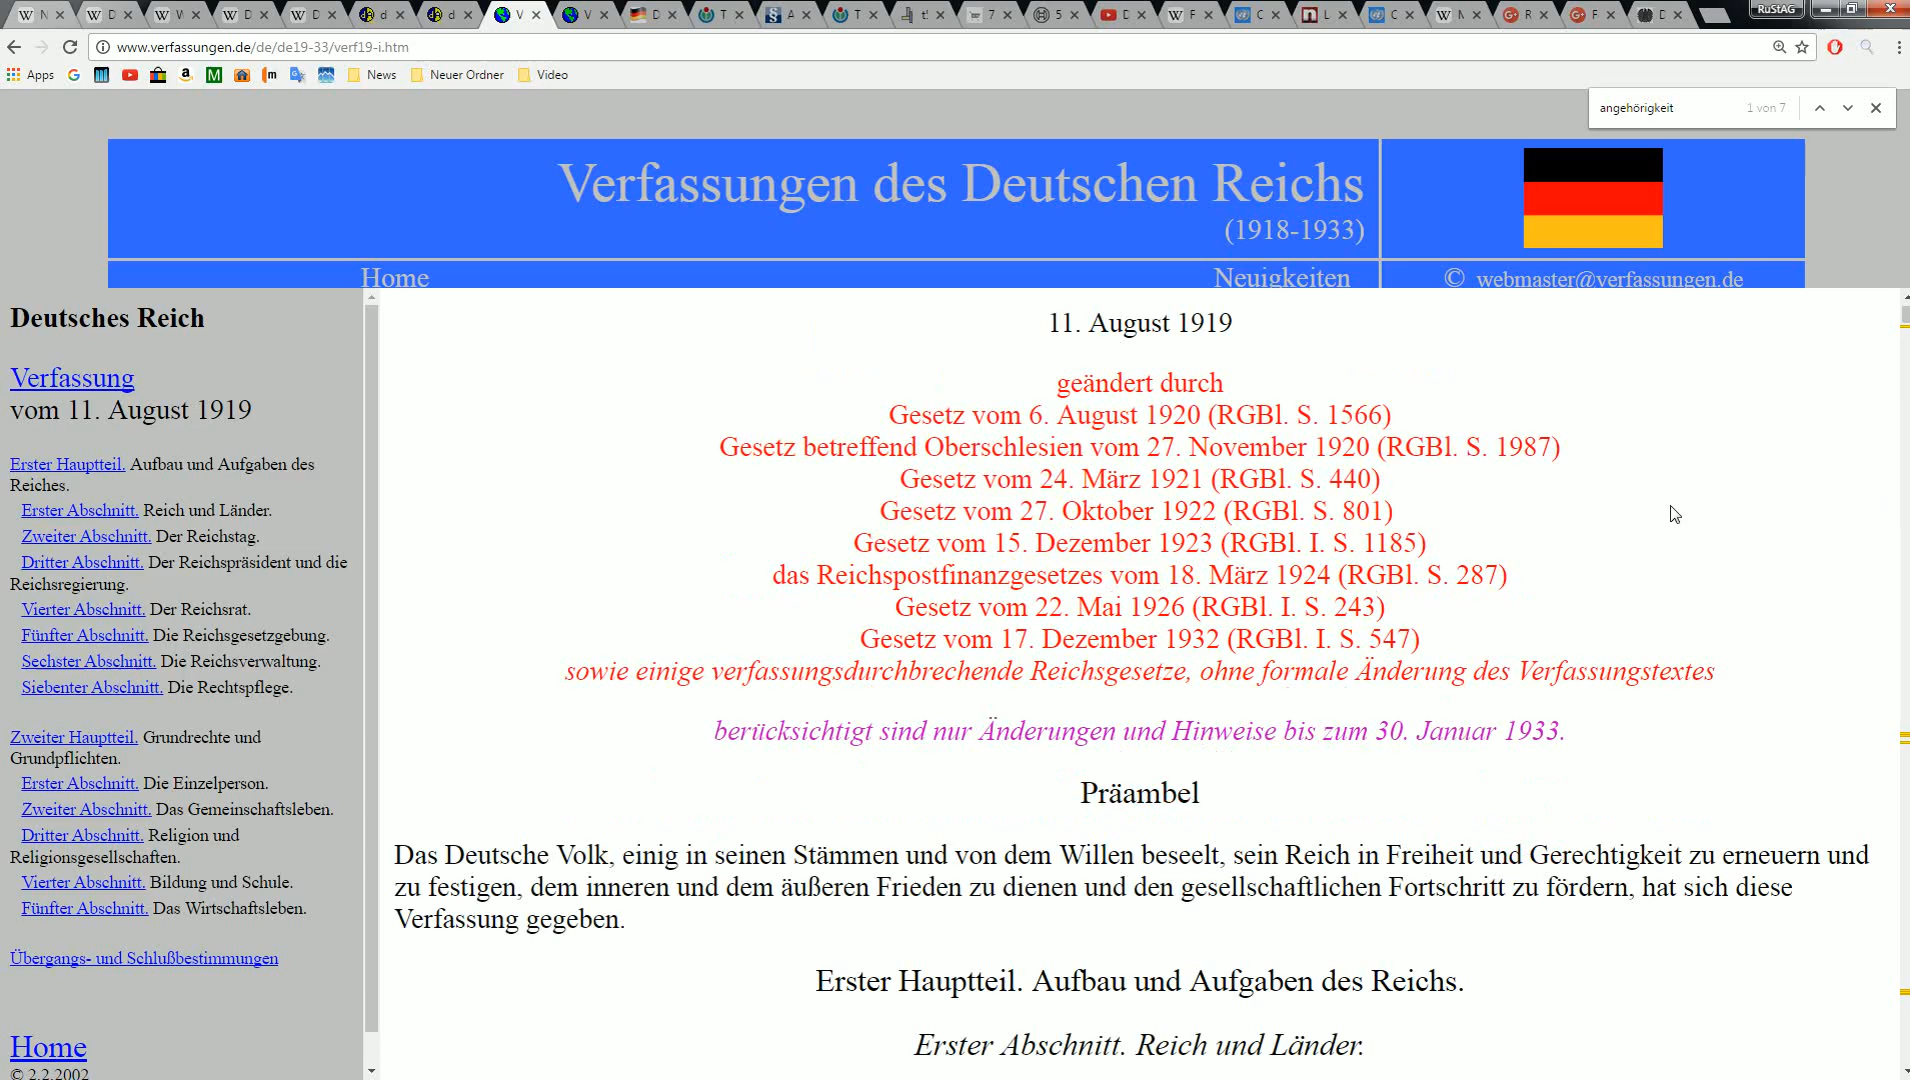 RuStAG
www.verfassungen.de/de/de19-33/verf19-i.htm
Apps
News
Neuer Ordner
Video
angehörigkeit
1 von 7
Verfassungen des Deutschen Reichs
(1918-1933)
Home
Neuigkeiten
© webmaster@verfassungen.de
Deutsches Reich
Verfassung
vom 11. August 1919
Erster Hauptteil. Aufbau und Aufgaben des
Reiches.
Erster Abschnitt. Reich und Länder.
Zweiter Abschnitt. Der Reichstag.
Dritter Abschnitt. Der Reichspräsident und die
Reichsregierung.
Vierter Abschnitt. Der Reichsrat.
Fünfter Abschnitt. Die Reichsgesetzgebung.
Sechster Abschnitt. Die Reichsverwaltung.
Siebenter Abschnitt. Die Rechtspflege.
Zweiter Hauptteil. Grundrechte und
Grundpflichten.
Erster Abschnitt. Die Einzelperson.
Zweiter Abschnitt. Das Gemeinschaftsleben.
Dritter Abschnitt. Religion und
Religionsgesellschaften.
Vierter Abschnitt. Bildung und Schule.
Fünfter Abschnitt. Das Wirtschaftsleben.
Übergangs- und Schlußbestimmungen
Home
© 2.2.2002
11. August 1919
geändert durch
Gesetz vom 6. August 1920 (RGBl. S. 1566)
Gesetz betreffend Oberschlesien vom 27. November 1920 (RGBl. S. 1987)
Gesetz vom 24. März 1921 (RGBl. S. 440)
Gesetz vom 27. Oktober 1922 (RGBl. S. 801)
Gesetz vom 15. Dezember 1923 (RGBl. I. S. 1185)
das Reichspostfinanzgesetzes vom 18. März 1924 (RGBl. S. 287)
Gesetz vom 22. Mai 1926 (RGBl. I. S. 243)
Gesetz vom 17. Dezember 1932 (RGBl. I. S. 547)
sowie einige verfassungsdurchbrechende Reichsgesetze, ohne formale Änderung des Verfassungstextes
berücksichtigt sind nur Änderungen und Hinweise bis zum 30. Januar 1933.
Präambel
Das Deutsche Volk, einig in seinen Stämmen und von dem Willen beseelt, sein Reich in Freiheit und Gerechtigkeit zu erneuern und
zu festigen, dem inneren und dem äußeren Frieden zu dienen und den gesellschaftlichen Fortschritt zu fördern, hat sich diese
Verfassung gegeben.
Erster Hauptteil. Aufbau und Aufgaben des Reichs.
Erster Abschnitt. Reich und Länder.